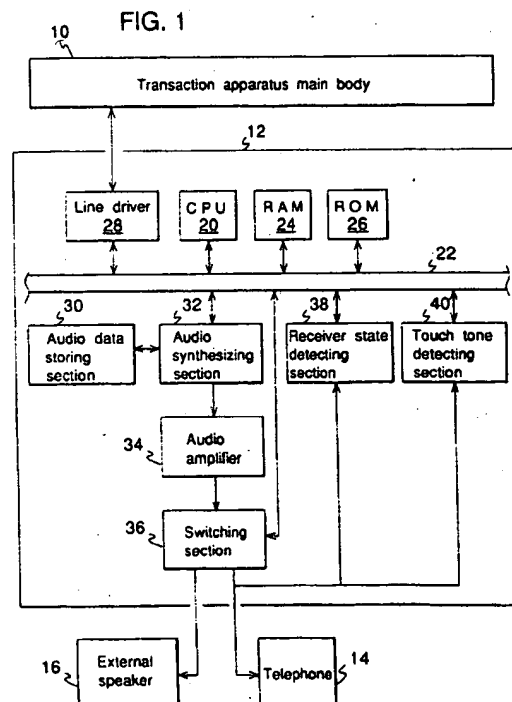 FIG. 1
10
Transaction apparatus main body
12
Line driver
28
CPU
20
RAM
24
ROM
26
22
30
32
38
40
Audio data
storing
section
Audio
synthesizing
section
Receiver state
detecting
section
Touch tone
detecting
section
34
Audio
amplifier
36
Switching
section
16
External
speaker
Telephone
14